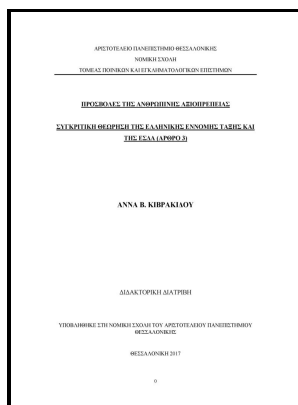 ΑΡΙΣΤΟΤΕΛΕΙΟ ΠΑΝΕΠΙΣΤΗΜΙΟ ΘΕΣΣΑΛΟΝΙΚΗΣ
ΝΟΜΙΚΗ ΣΧΟΛΗ
ΤΟΜΕΑΣ ΠΟΙΝΙΚΩΝ ΚΑΙ ΕΓΚΛΗΜΑΤΟΛΟΓΙΚΩΝ ΕΠΙΣΤΗΜΩΝ
ΠΡΟΣΒΟΛΕΣ ΤΗΣ ΑΝΘΡΩΠΙΝΗΣ ΑΞΙΟΠΡΕΠΕΙΑΣ
ΣΥΓΚΡΙΤΙΚΗ ΘΕΩΡΗΣΗ ΤΗΣ ΕΛΛΗΝΙΚΗΣ ΕΝΝΟΜΗΣ ΤΑΞΗΣ ΚΑΙ
ΤΗΣ ΕΣΔΑ (ΑΡΘΡΟ 3)
ΑΝΝΑ Β. ΚΙΒΡΑΚΙΔΟΥ
ΔΙΔΑΚΤΟΡΙΚΗ ΔΙΑΤΡΙΒΗ
ΥΠΟΒΛΗΘΗΚΕ ΣΤΗ ΝΟΜΙΚΗ ΣΧΟΛΗ ΤΟΥ ΑΡΙΣΤΟΤΕΛΕΙΟΥ ΠΑΝΕΠΙΣΤΗΜΙΟΥ
ΘΕΣΣΑΛΟΝΙΚΗΣ
ΘΕΣΣΑΛΟΝΙΚΗ 2017
0